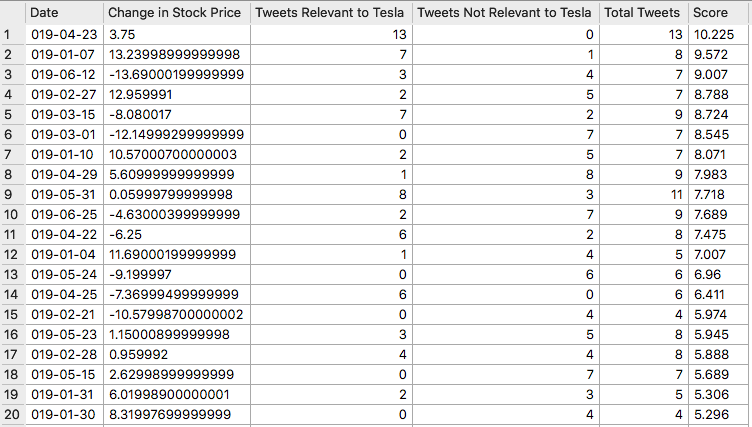 Date Change in Stock Price Tweets Relevant to Tesla Tweets Not Relevant to Tesla Total Tweets Score
1 019-04-23 3.75 13 0 13 10.225
2 019-01-07 13.23998999999998 7 1 8 9.572
3 019-06-12 -13.69000199999999 3 4 7 9.007
4 019-02-27 12.959991 2 5 7 8.788
5 019-03-15 -8.080017 7 2 9 8.724
6 019-03-01 -12.14999299999999 0 7 7 8.545
7 019-01-10 10.57000700000003 2 5 7 8.071
8 019-04-29 5.60999999999999 1 8 9 7.983
9 019-05-31 0.05999799999998 8 3 11 7.718
10 019-06-25 -4.63000399999999 2 7 9 7.689
11 019-04-22 -6.25 6 2 8 7.475
12 019-01-04 11.69000199999999 1 4 5 7.007
13 019-05-24 -9.199997 0 6 6 6.96
14 019-04-25 -7.36999499999999 6 0 6 6.411
15 019-02-21 -10.57998700000002 0 4 4 5.974
16 019-05-23 1.15000899999998 3 5 8 5.945
17 019-02-28 0.959992 4 4 8 5.888
18 019-05-15 2.62998999999999 0 7 7 5.689
19 019-01-31 6.01998900000001 2 3 5 5.306
20 019-01-30 8.31997699999999 0 4 4 5.296